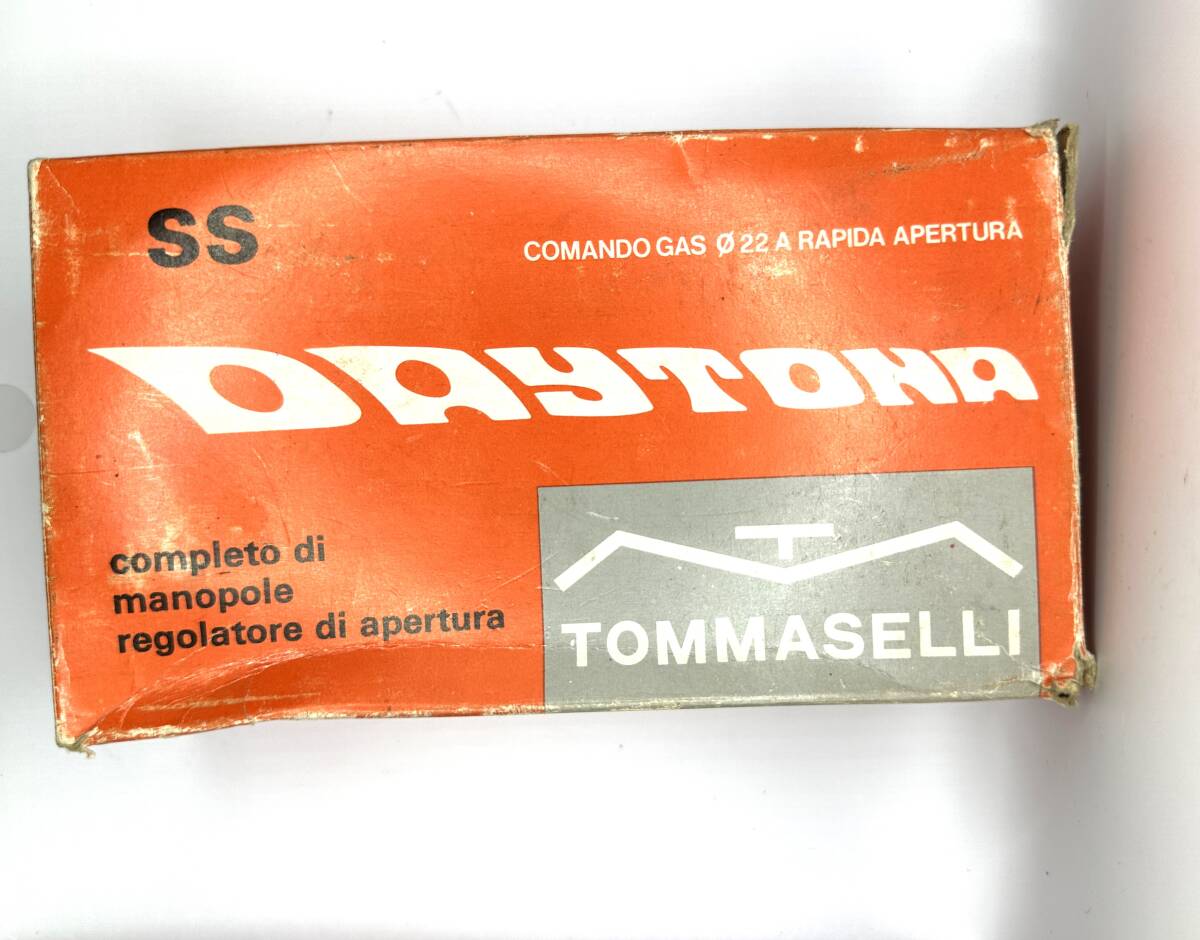 SS
COMANDO GAS Ø 22 A RAPIDA APERTURA
DAYTONA
completo di
manopole
regolatore di apertura
T
TOMMASELLI